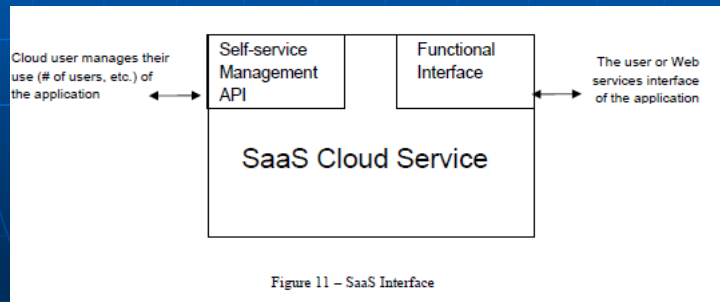 Cloud user manages their
use (# of users, etc.) of
the application
Self-service
Management
API
Functional
Interface
The user or Web
services interface
of the application
SaaS Cloud Service
Figure 11 – SaaS Interface